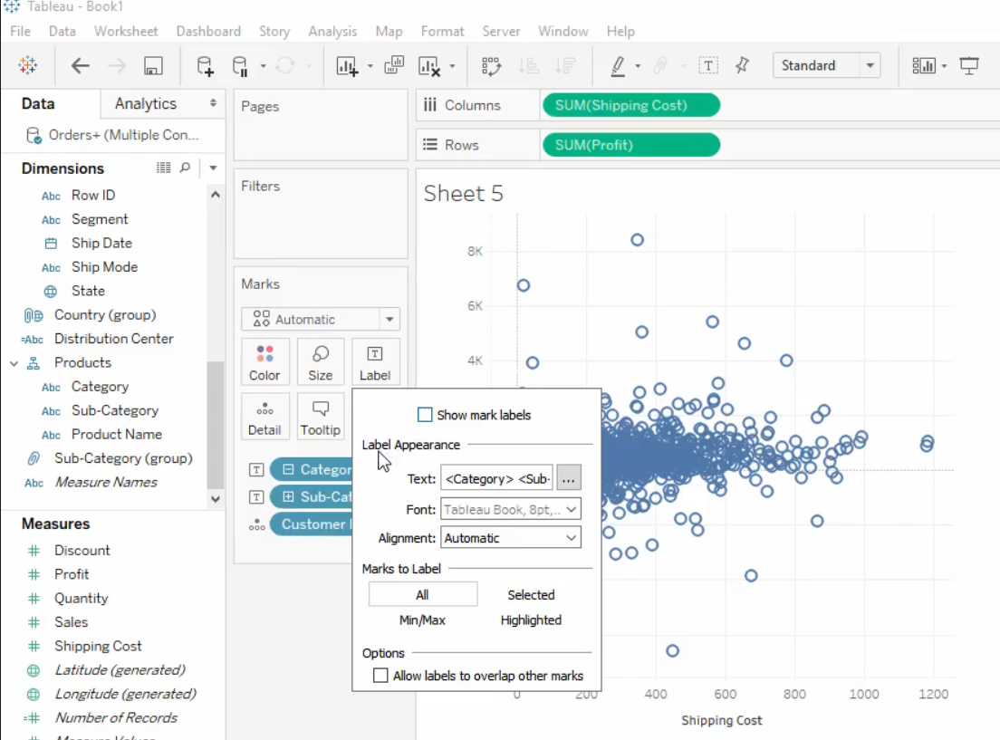 Tableau - Book1
File Data Worksheet Dashboard Story Analysis Map Format Server Window Help
Standard
Data Analytics
Orders+ (Multiple Con...
Dimensions
Abc Row ID
Abc Segment
Ship Date
Abc Ship Mode
State
Country (group)
=Abc Distribution Center
Products
Abc Category
Abc Sub-Category
Abc Product Name
Sub-Category (group)
Abc Measure Names
Measures
# Discount
# Profit
# Quantity
# Sales
# Shipping Cost
Latitude (generated)
Longitude (generated)
=# Number of Records
# Measure Values
Pages
Filters
Marks
Automatic
Color Size Label
Detail Tooltip
Categor
Sub-Cat
Customer
Columns SUM(Shipping Cost)
Rows SUM(Profit)
Sheet 5
8K
6K
4K
0 200 400 600 800 1000 1200
Shipping Cost
Show mark labels
Label Appearance
Text: <Category> <Sub- ...
Font: Tableau Book, 8pt,...
Alignment: Automatic
Marks to Label
All Selected
Min/Max Highlighted
Options
Allow labels to overlap other marks